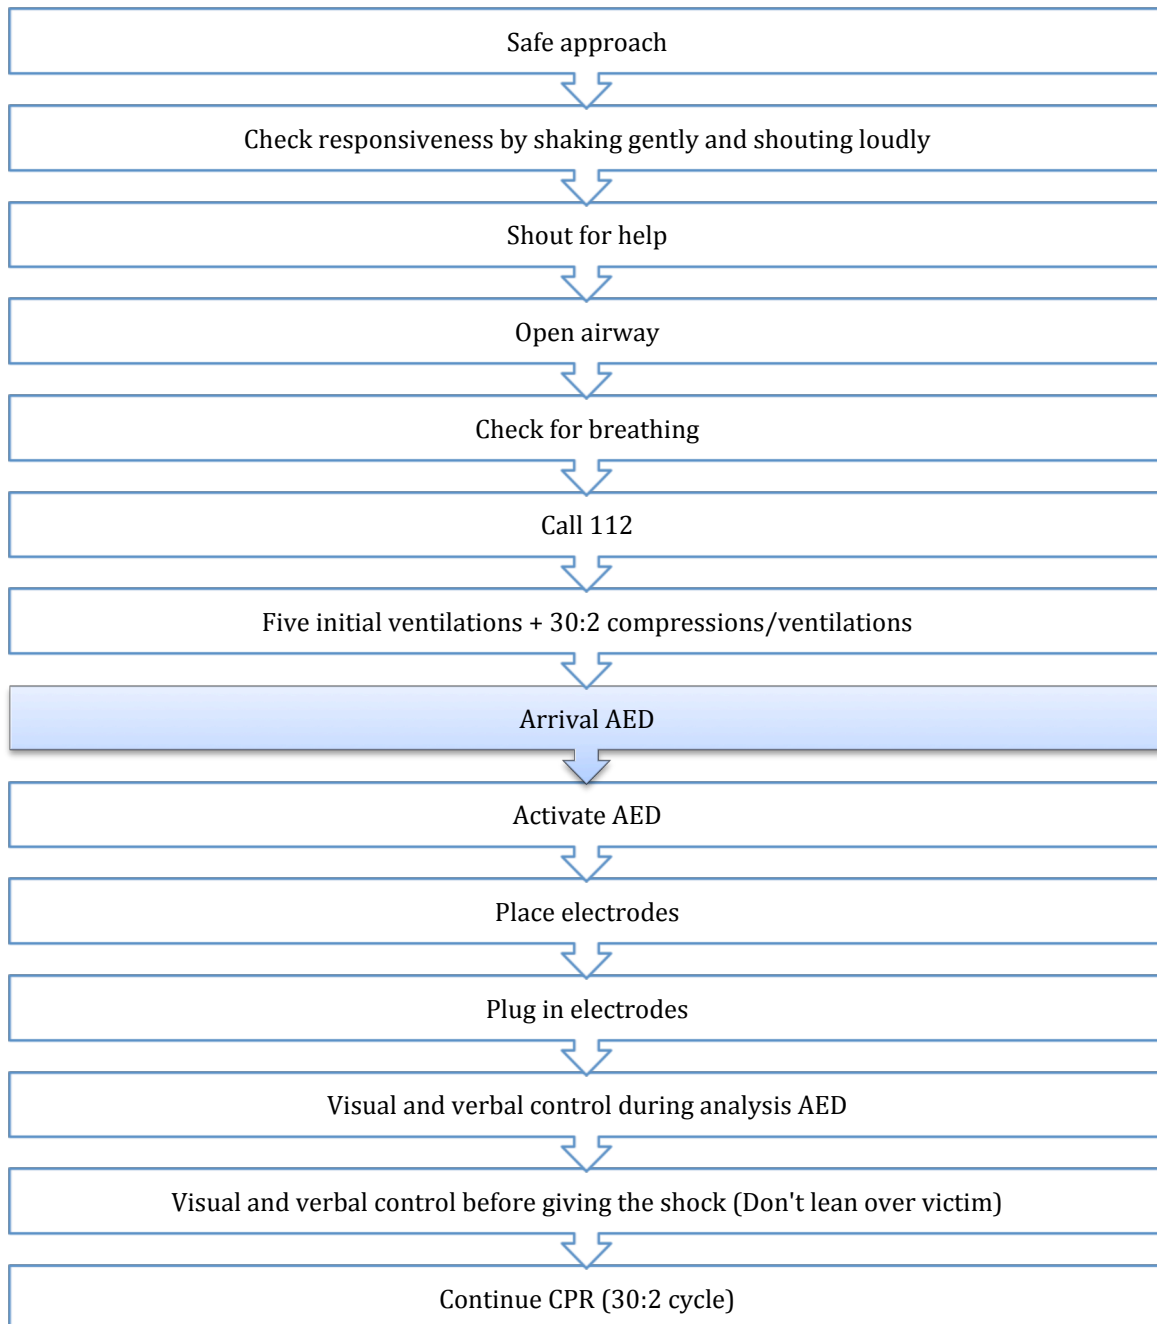 Safe approach
Check responsiveness by shaking gently and shouting loudly
Shout for help
Open airway
Check for breathing
Call 112
Five initial ventilations + 30:2 compressions/ventilations
Arrival AED
Activate AED
Place electrodes
Plug in electrodes
Visual and verbal control during analysis AED
Visual and verbal control before giving the shock (Don't lean over victim)
Continue CPR (30:2 cycle)